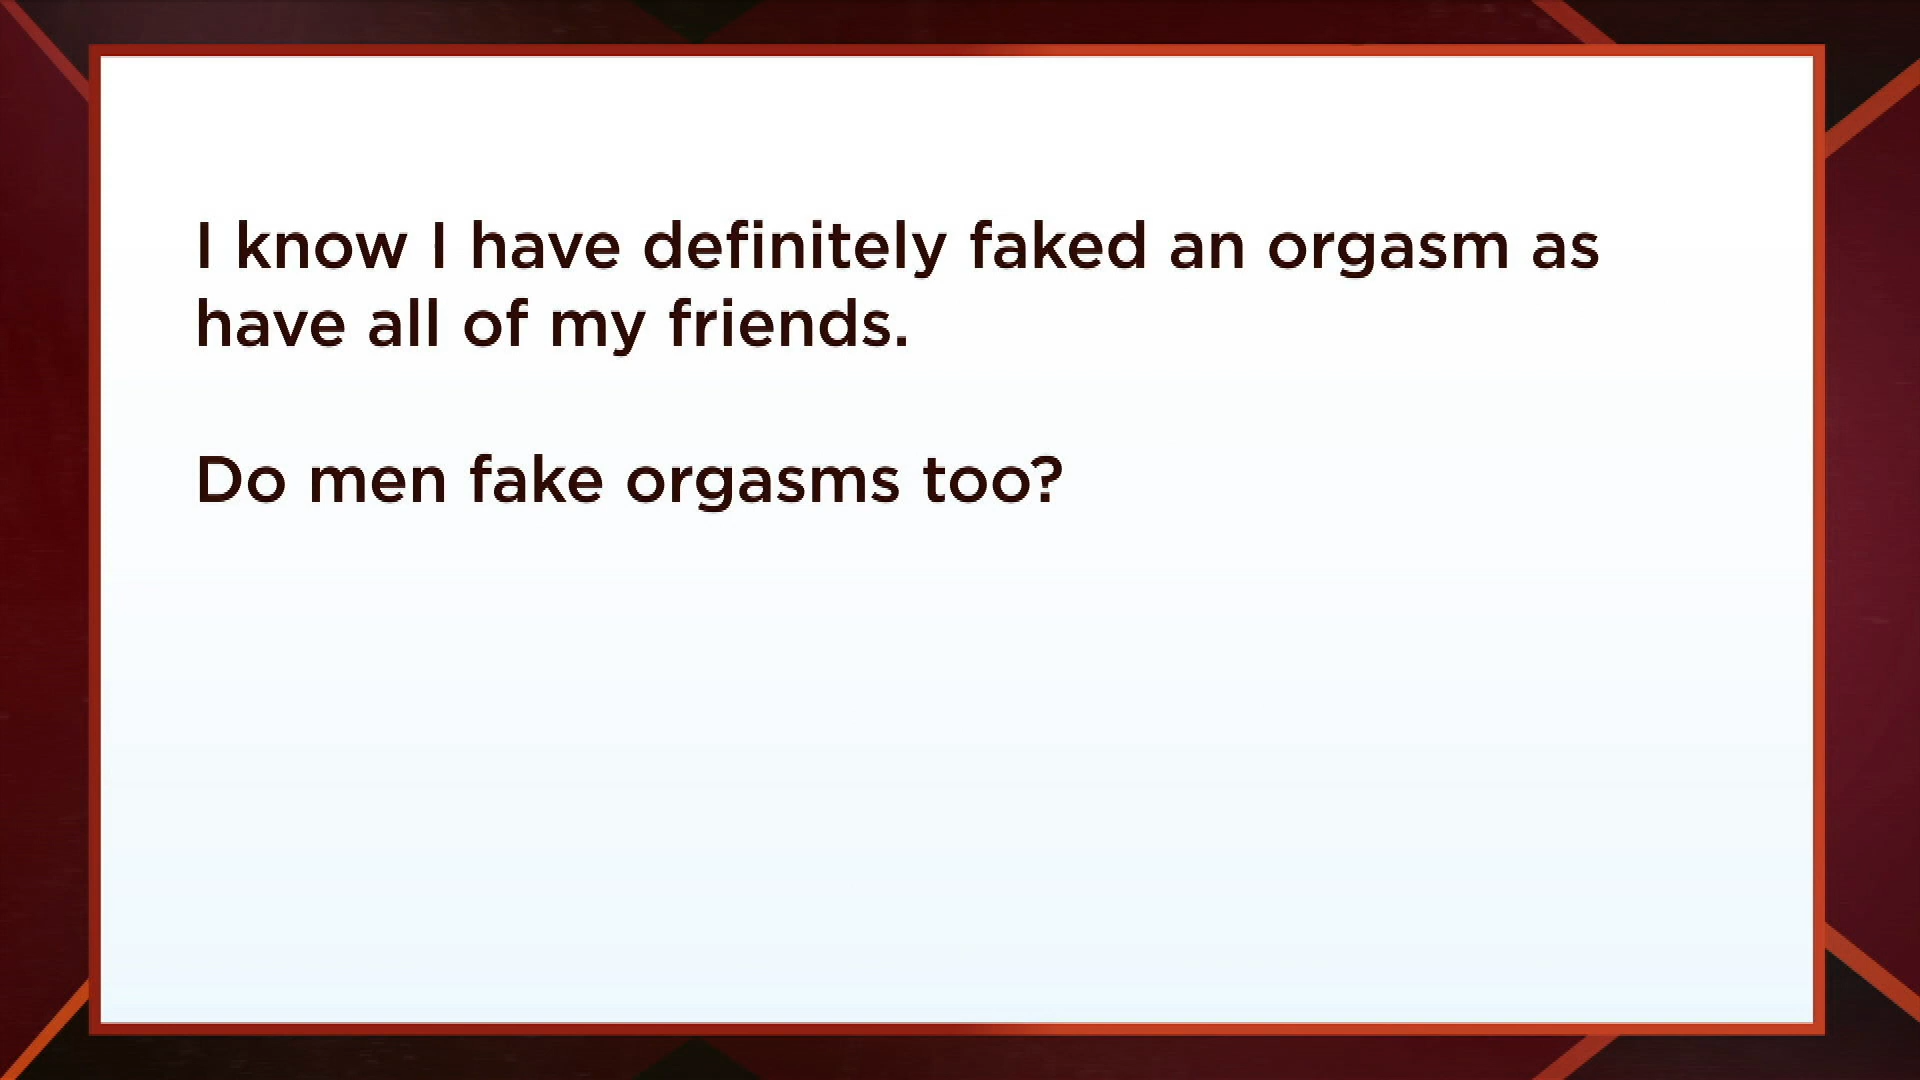 I know I have definitely faked an orgasm as
have all of my friends.
Do men fake orgasms too?